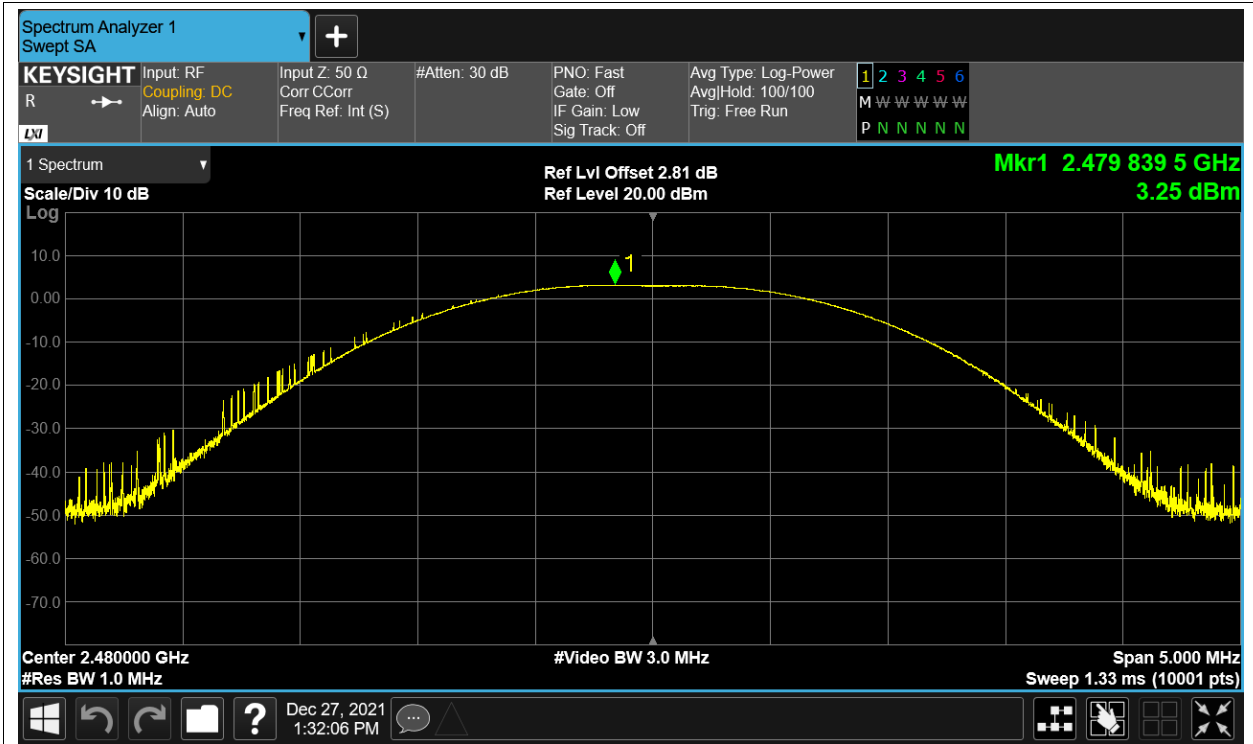 Spectrum Analyzer 1
Swept SA
+
KEYSIGHT
R
LXI
Input: RF
Coupling: DC
Align: Auto
Input Z: 50 Ω
Corr CCorr
Freq Ref: Int (S)
#Atten: 30 dB
PNO: Fast
Gate: Off
IF Gain: Low
Sig Track: Off
Avg Type: Log-Power
Avg|Hold: 100/100
Trig: Free Run
1 2 3 4 5 6
M W W W W W
P N N N N N
1 Spectrum
Scale/Div 10 dB
Log
Ref Lvl Offset 2.81 dB
Ref Level 20.00 dBm
Mkr1 2.479 839 5 GHz
3.25 dBm
1
10.0
0.00
-10.0
-20.0
-30.0
-40.0
-50.0
-60.0
-70.0
Center 2.480000 GHz
#Res BW 1.0 MHz
#Video BW 3.0 MHz
Span 5.000 MHz
Sweep 1.33 ms (10001 pts)
?
Dec 27, 2021
1:32:06 PM